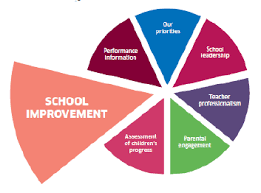 Our
priorities
School
leadership
Teacher
professionalism
Parental
engagement
Assessment
of children's
progress
SCHOOL
IMPROVEMENT
Performance
information